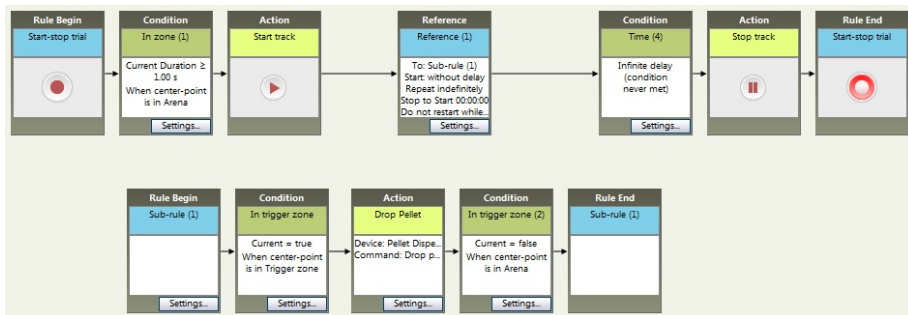 Rule Begin
Start-stop trial
Condition
In zone (1)
Current Duration ≥
1.00 s
When center-point
is in Arena
Settings...
Action
Start track
Reference
Reference (1)
To: Sub-rule (1)
Start: without delay
Repeat indefinitely
Stop to Start 00:00:00
Do not restart while...
Settings...
Condition
Time (4)
Infinite delay
(condition
never met)
Settings...
Action
Stop track
Rule End
Start-stop trial
Rule Begin
Sub-rule (1)
Settings...
Condition
In trigger zone
Current = true
When center-point
is in Trigger zone
Settings...
Action
Drop Pellet
Device: Pellet Dispe...
Command: Drop p...
Settings...
Condition
In trigger zone (2)
Current = false
When center-point
is in Arena
Settings...
Rule End
Sub-rule (1)